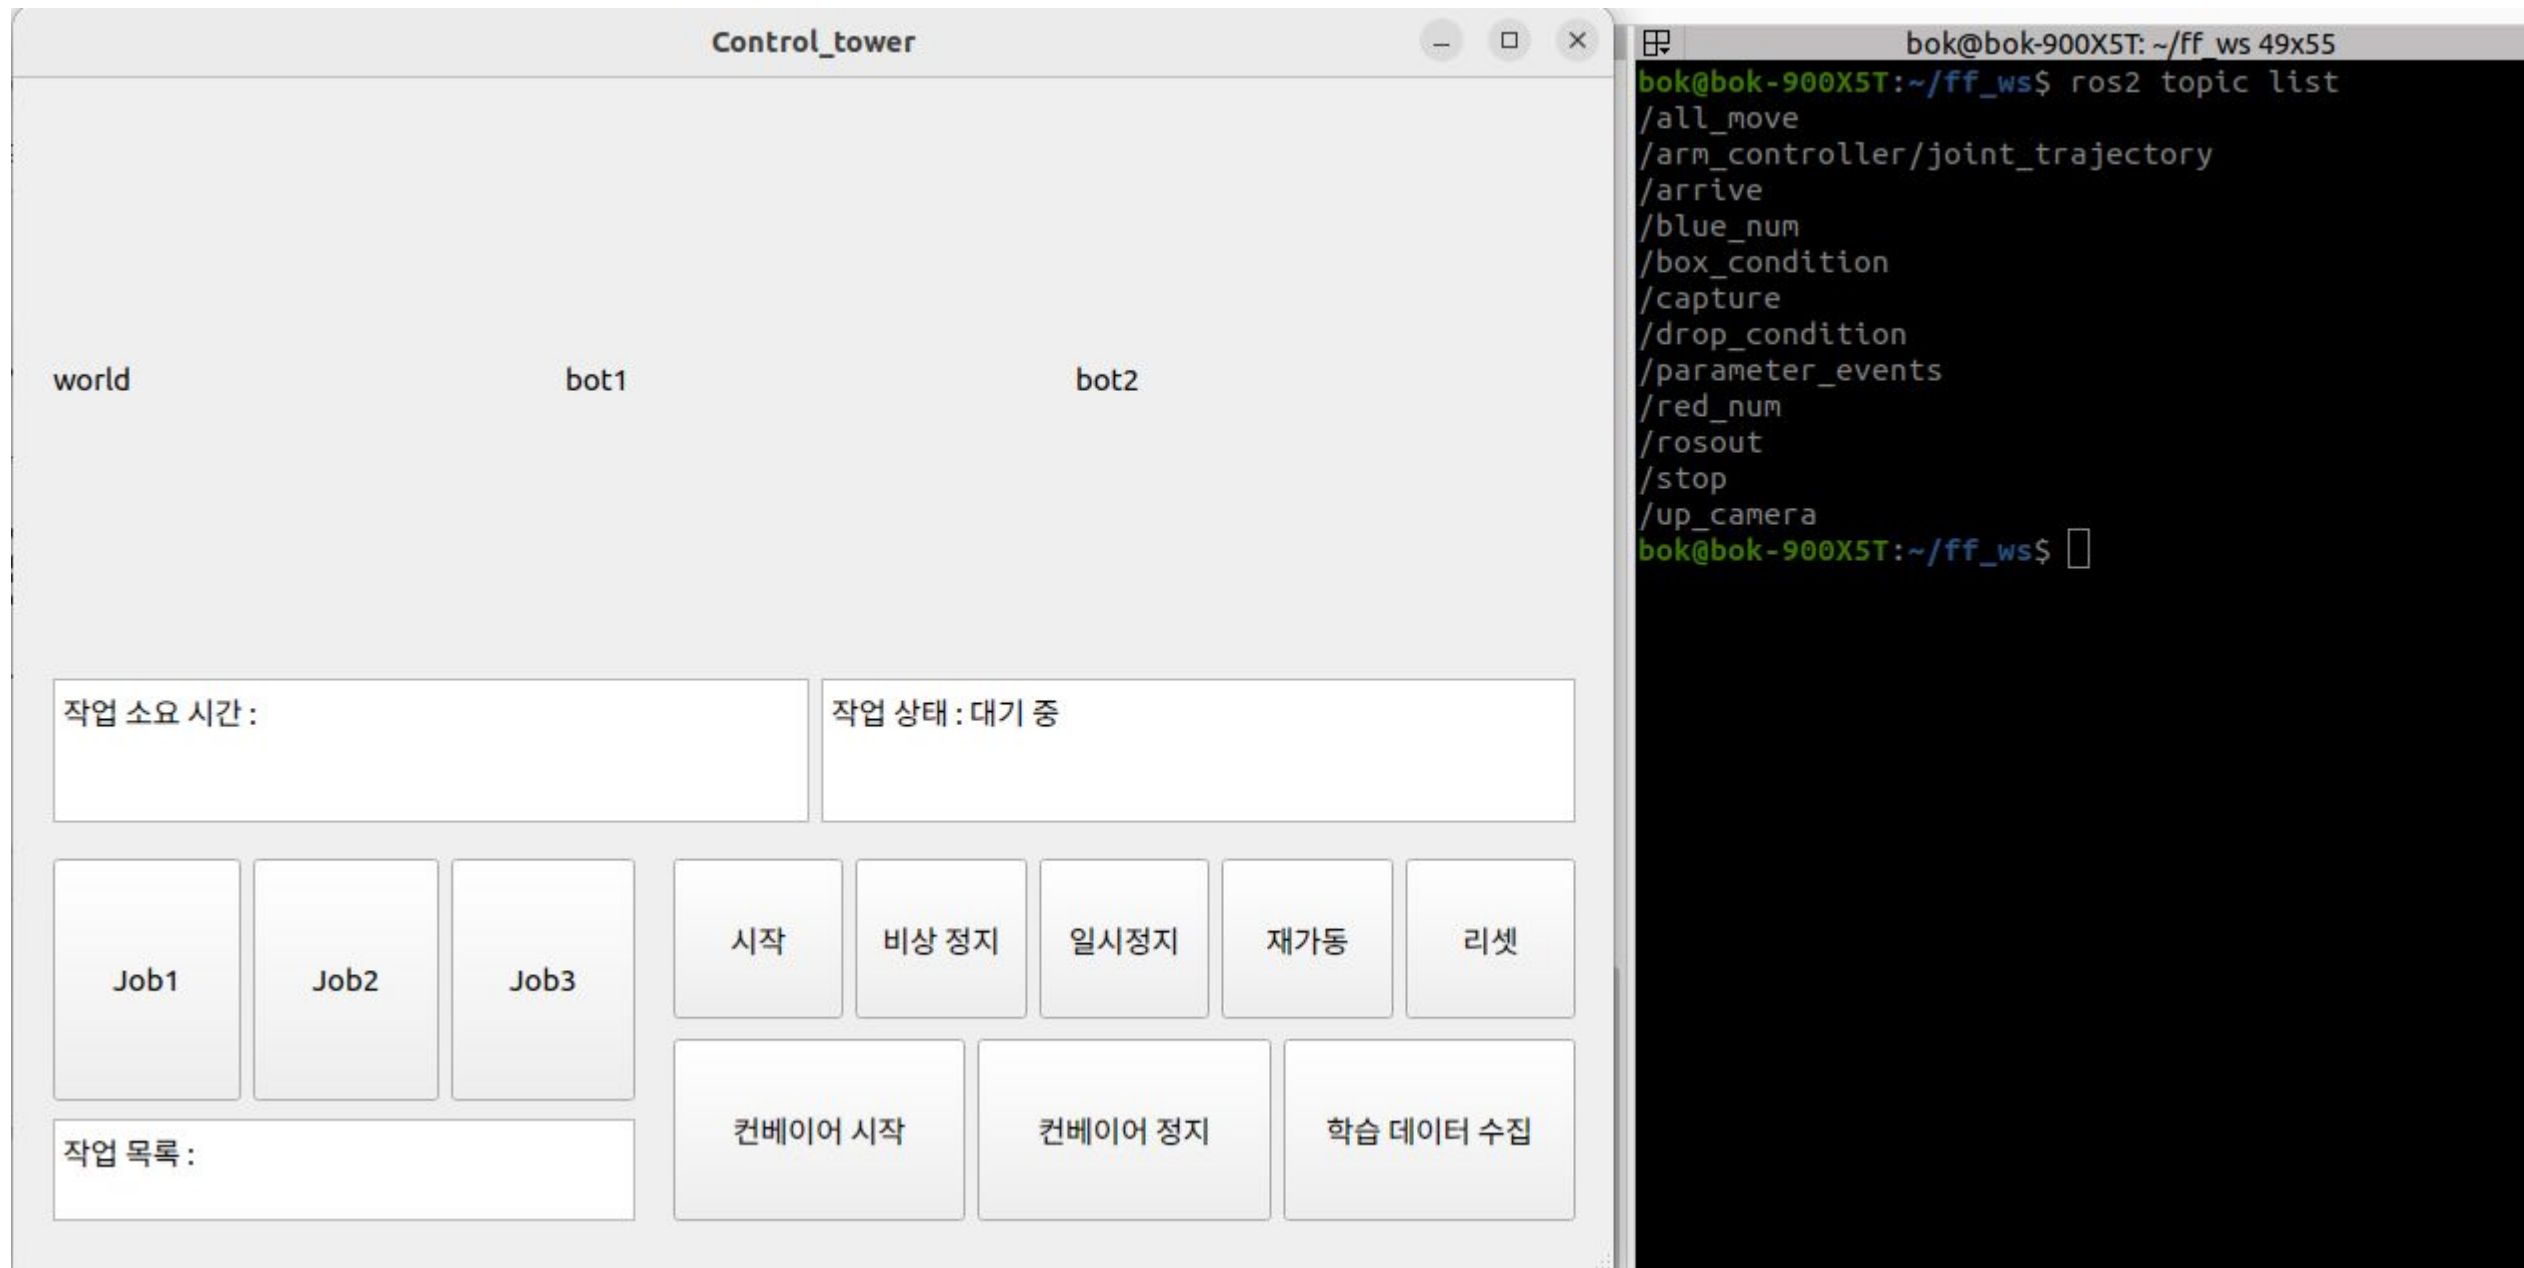 Control_tower
world
bot1
bot2
작업 소요 시간 :
작업 상태 : 대기 중
Job1
Job2
Job3
시작
비상 정지
일시정지
재가동
리셋
작업 목록 :
컨베이어 시작
컨베이어 정지
학습 데이터 수집
bok@bok-900X5T: ~/ff_ws 49x55
bok@bok-900X5T:~/ff_ws$ ros2 topic list
/all_move
/arm_controller/joint_trajectory
/arrive
/blue_num
/box_condition
/capture
/drop_condition
/parameter_events
/red_num
/rosout
/stop
/up_camera
bok@bok-900X5T:~/ff_ws$